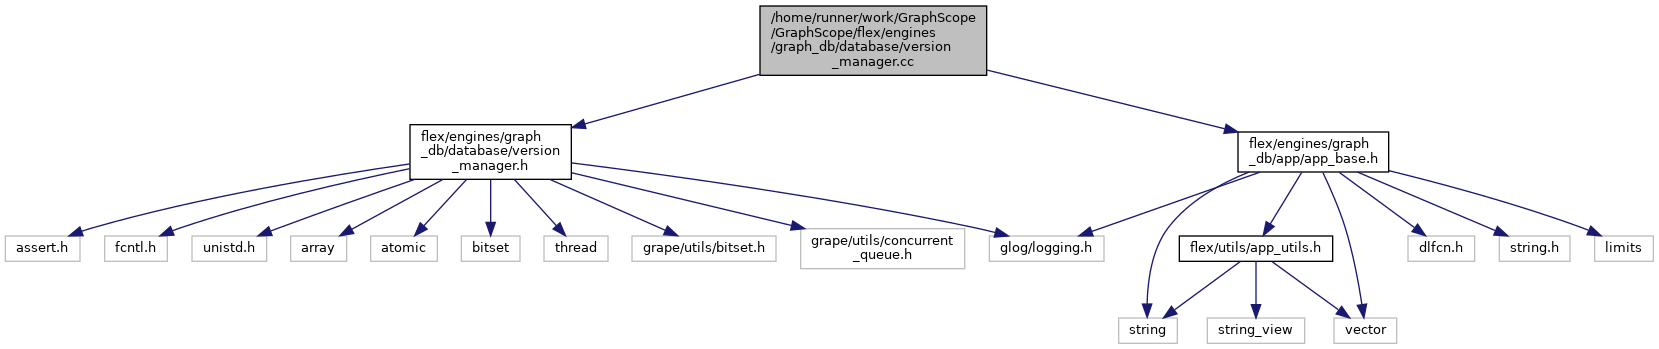 /home/runner/work/GraphScope
/GraphScope/flex/engines
/graph_db/database/version
_manager.cc
flex/engines/graph
_db/database/version
_manager.h
flex/engines/graph
_db/app/app_base.h
assert.h
fcntl.h
unistd.h
array
atomic
bitset
thread
grape/utils/bitset.h
grape/utils/concurrent
_queue.h
glog/logging.h
flex/utils/app_utils.h
dlfcn.h
string.h
limits
string
string_view
vector